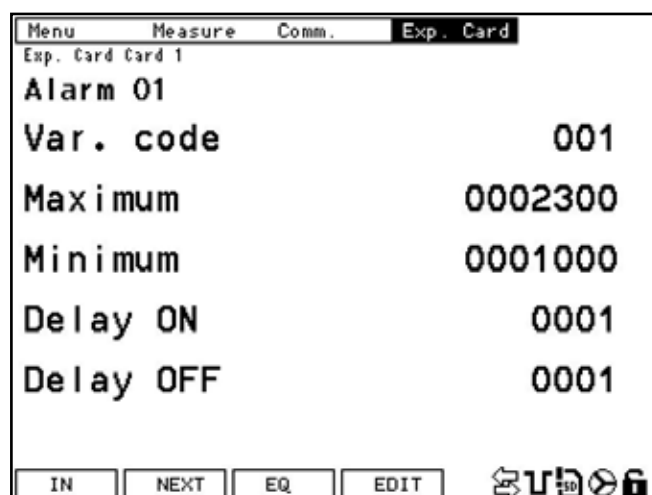 Menu Measure Comm. Exp. Card
Exp. Card Card 1
Alarm 01
Var. code 001
Maximum 0002300
Minimum 0001000
Delay ON 0001
Delay OFF 0001
IN NEXT EQ EDIT SD